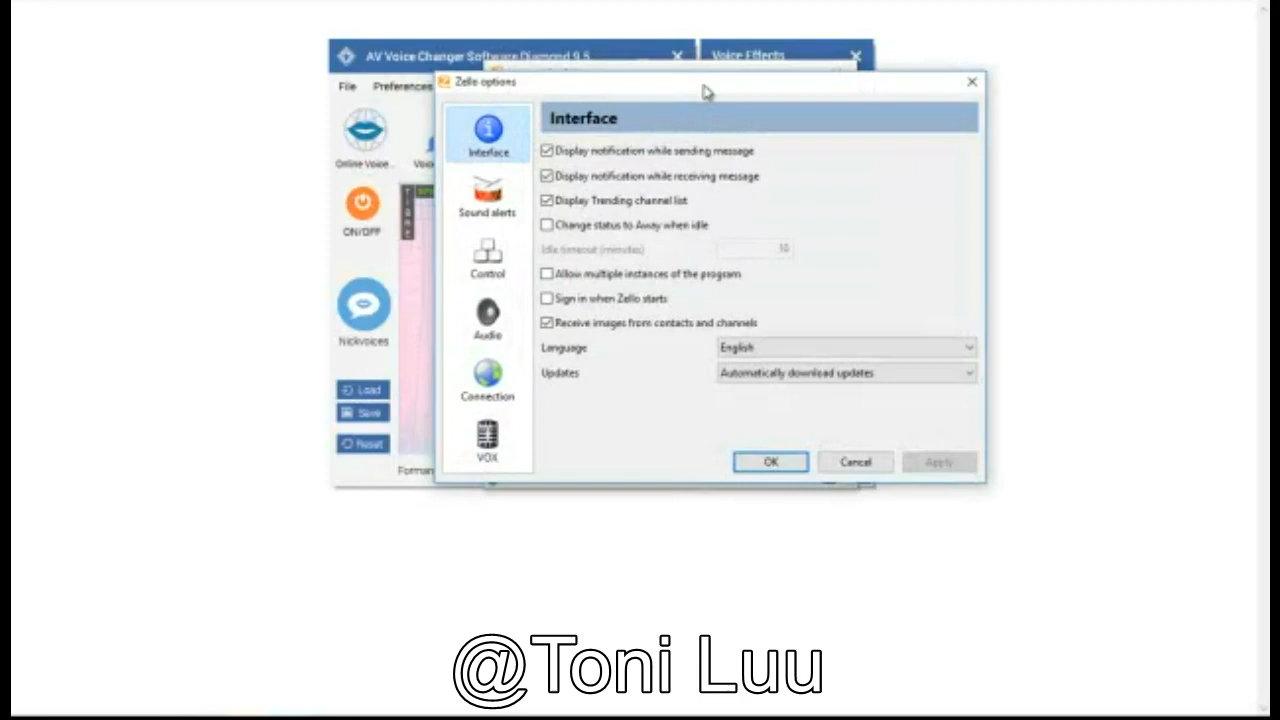 AV Voice Changer Software Diamond 9.5
Voice Effects
File Preferences
Online Voice...
ON/OFF
Nickvoices
Load
Save
Reset
Zello options
Interface
Sound alerts
Control
Audio
Connection
VOX
Interface
Display notification while sending message
Display notification while receiving message
Display Trending channel list
Change status to Away when idle
Idle timeout (minutes) 10
Allow multiple instances of the program
Sign in when Zello starts
Receive images from contacts and channels
Language English
Updates Automatically download updates
OK Cancel Apply
@Toni Luu